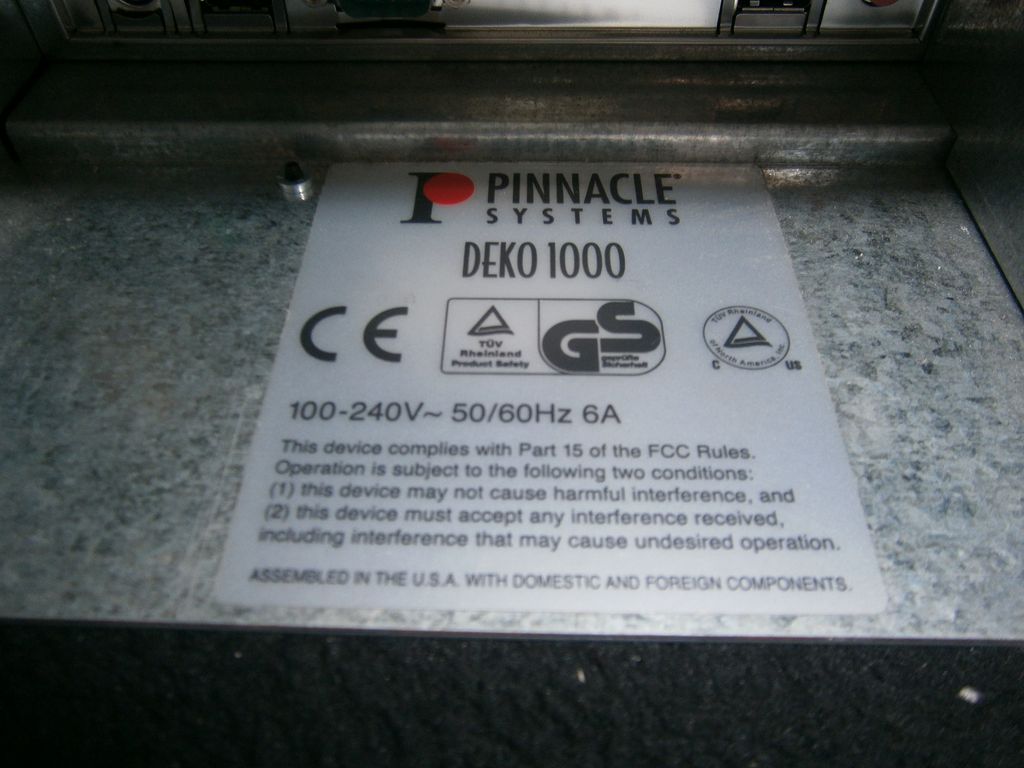 PINNACLE
SYSTEMS
DEKO 1000
CE
TÜV
Rheinland
Product Safety
GS
geprüfte
Sicherheit
TÜV Rheinland
of North America, Inc.
C US
100-240V~ 50/60Hz 6A
This device complies with Part 15 of the FCC Rules.
Operation is subject to the following two conditions:
(1) this device may not cause harmful interference, and
(2) this device must accept any interference received,
including interference that may cause undesired operation.
ASSEMBLED IN THE U.S.A. WITH DOMESTIC AND FOREIGN COMPONENTS.